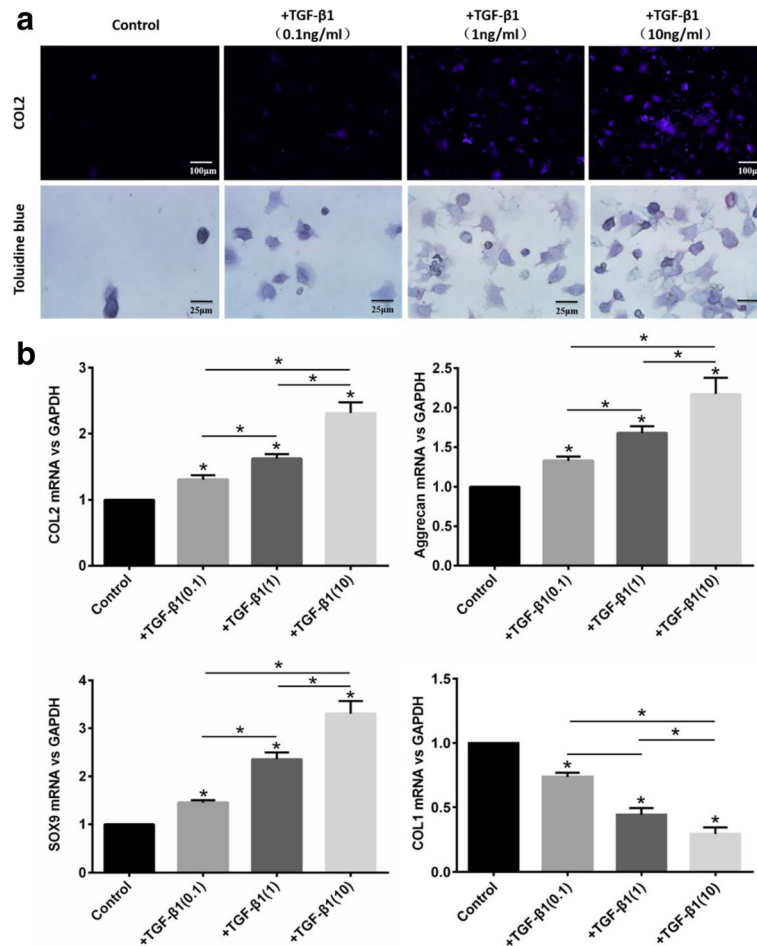 a
Control
+TGF-β1
（0.1ng/ml）
+TGF-β1
（1ng/ml）
+TGF-β1
（10ng/ml）
COL2
100μm
100μm
Toluidine blue
25μm
25μm
25μm
b
COL2 mRNA vs GAPDH
3
2
1
0
*
*
*
*
*
*
Control
+TGF-β1(0.1)
+TGF-β1(1)
+TGF-β1(10)
Aggrecan mRNA vs GAPDH
2.5
2.0
1.5
1.0
0.5
0.0
*
*
*
*
*
*
Control
+TGF-β1(0.1)
+TGF-β1(1)
+TGF-β1(10)
SOX9 mRNA vs GAPDH
4
3
2
1
0
*
*
*
*
*
*
Control
+TGF-β1(0.1)
+TGF-β1(1)
+TGF-β1(10)
COL1 mRNA vs GAPDH
1.5
1.0
0.5
0.0
*
*
*
*
*
Control
+TGF-β1(0.1)
+TGF-β1(1)
+TGF-β1(10)